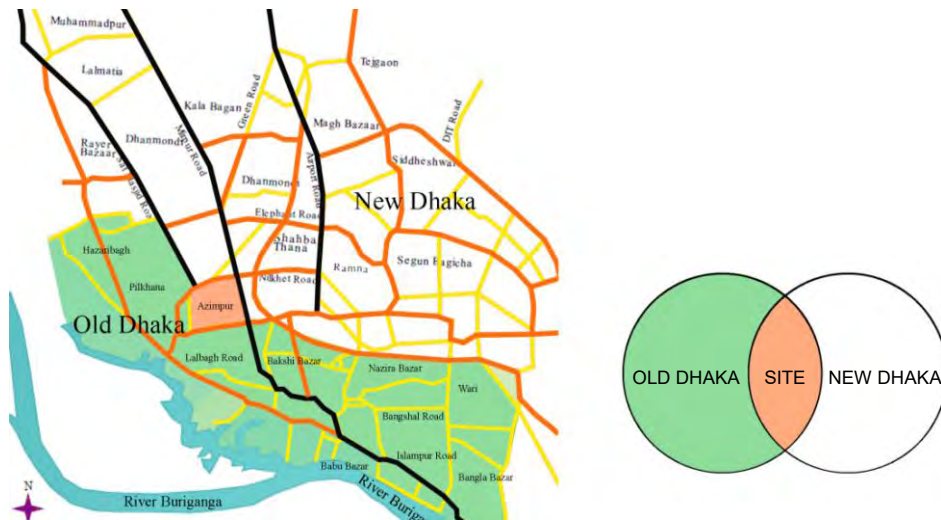 Muhammadpur
Tejgaon
Lalmatia
Green Road
Kala Bagan
DIT Road
Magh Bazaar
Mirpur Road
Dhanmondi
Rayer
Bazaar
Siddheshwari
Airport Road
Dhanmondi
New Dhaka
Elephant Road
Shahba
Thana
Hazaribagh
Ramna
Segun Bagicha
Pilkhana
Nilkhet Road
Azimpur
Old Dhaka
Lalbagh Road
Bakshi Bazar
Nazira Bazar
Wari
Bangshal Road
Islampur Road
Babu Bazar
Bangla Bazar
N
River Buriganga
River Buriga
OLD DHAKA
SITE
NEW DHAKA